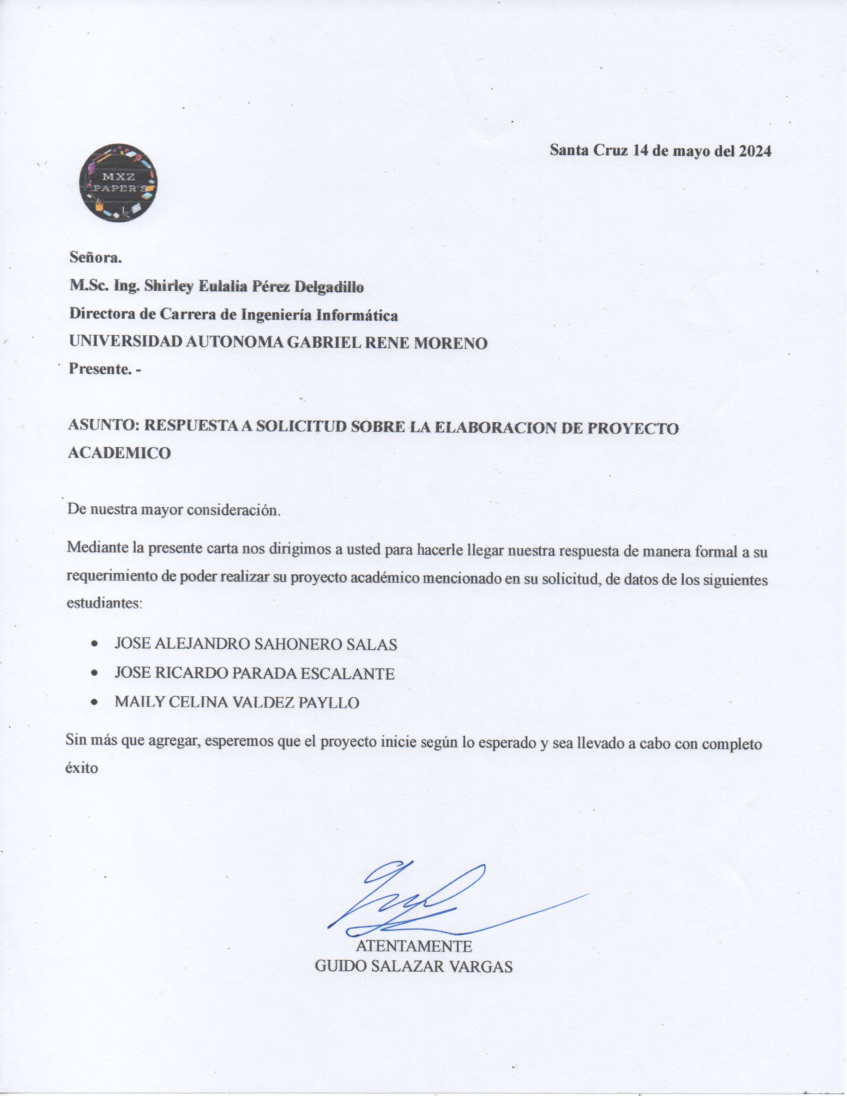 Santa Cruz 14 de mayo del 2024
MXZ
PAPER'S
Señora.
M.Sc. Ing. Shirley Eulalia Pérez Delgadillo
Directora de Carrera de Ingeniería Informática
UNIVERSIDAD AUTONOMA GABRIEL RENE MORENO
Presente. -
ASUNTO: RESPUESTA A SOLICITUD SOBRE LA ELABORACION DE PROYECTO
ACADEMICO
De nuestra mayor consideración.
Mediante la presente carta nos dirigimos a usted para hacerle llegar nuestra respuesta de manera formal a su
requerimiento de poder realizar su proyecto académico mencionado en su solicitud, de datos de los siguientes
estudiantes:
• JOSE ALEJANDRO SAHONERO SALAS
• JOSE RICARDO PARADA ESCALANTE
• MAILY CELINA VALDEZ PAYLLO
Sin más que agregar, esperemos que el proyecto inicie según lo esperado y sea llevado a cabo con completo
éxito
ATENTAMENTE
GUIDO SALAZAR VARGAS